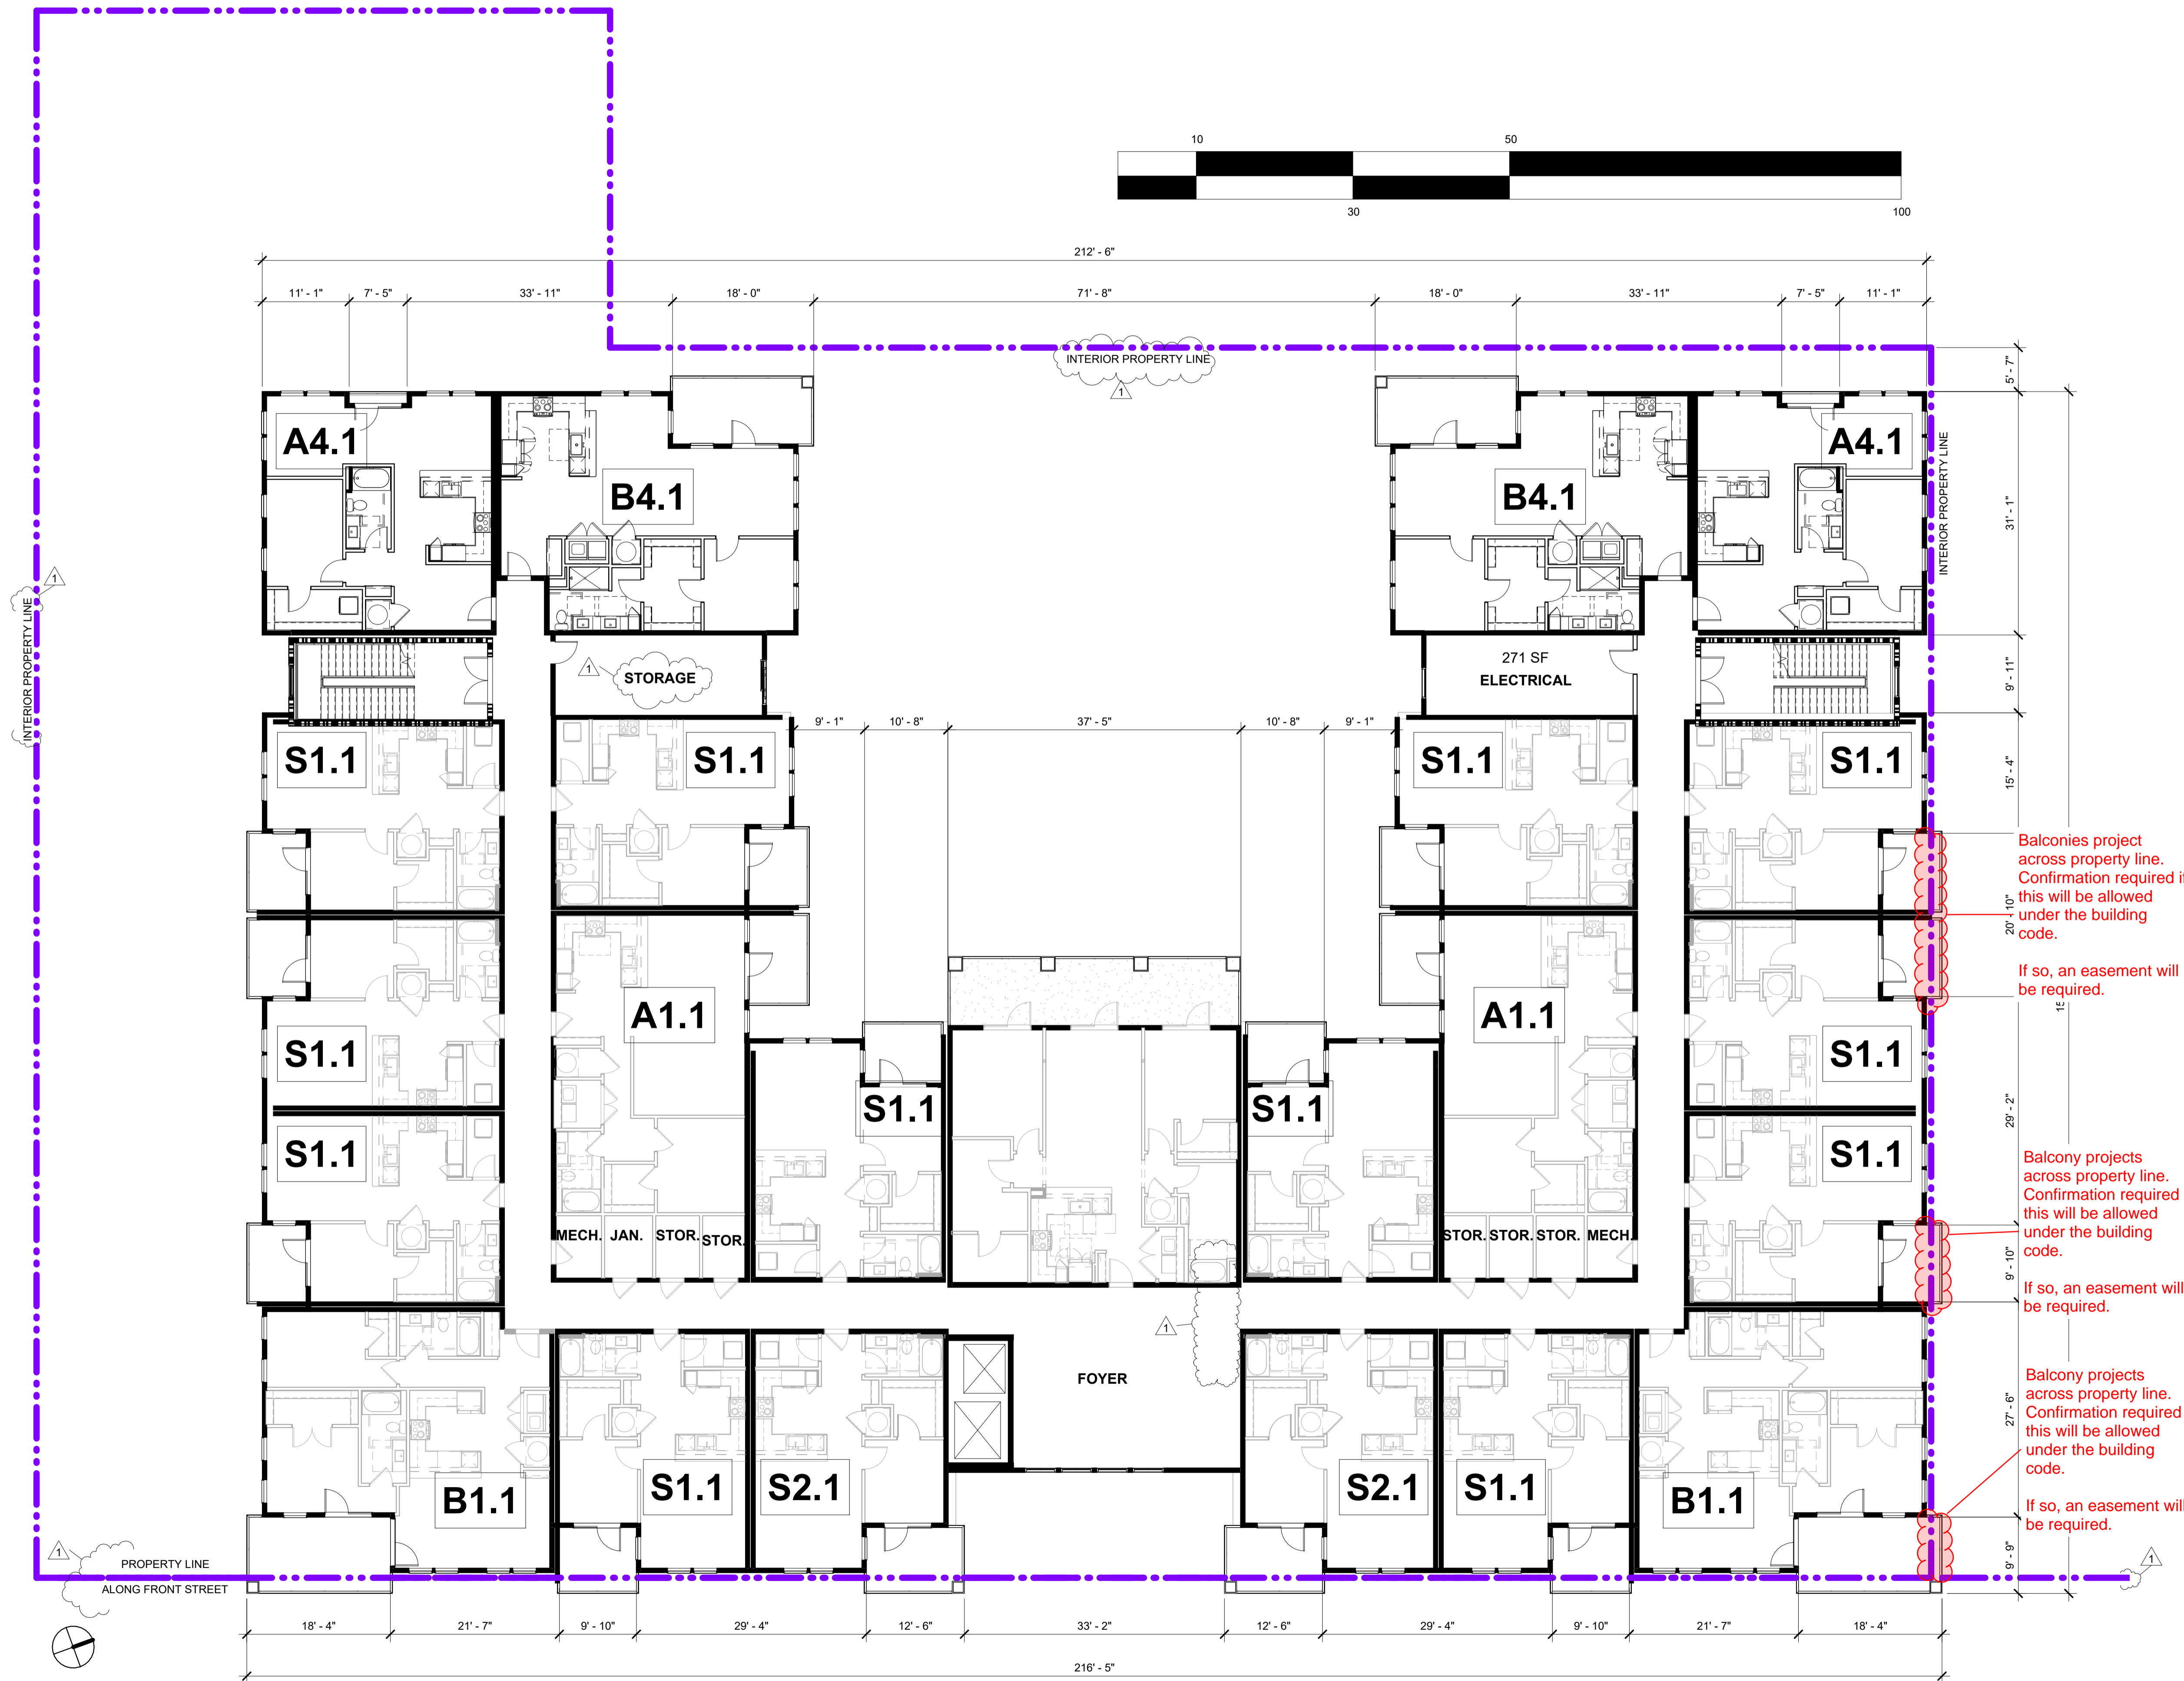 10
50
30
100
212' - 6"
11' - 1"
7' - 5"
33' - 11"
18' - 0"
71' - 8"
18' - 0"
33' - 11"
7' - 5"
11' - 1"
INTERIOR PROPERTY LINE
1
5' - 7"
A4.1
B4.1
B4.1
A4.1
INTERIOR PROPERTY LINE
31' - 1"
1
INTERIOR PROPERTY LINE
1
STORAGE
271 SF
ELECTRICAL
9' - 11"
9' - 1"
10' - 8"
37' - 5"
10' - 8"
9' - 1"
S1.1
S1.1
S1.1
S1.1
15' - 4"
Balconies project
across property line.
Confirmation required i
this will be allowed
under the building
code.
If so, an easement will
be required.
20' - 10"
15
A1.1
A1.1
S1.1
S1.1
S1.1
S1.1
29' - 2"
S1.1
S1.1
Balcony projects
across property line.
Confirmation required
this will be allowed
under the building
code.
If so, an easement will
be required.
MECH.
JAN.
STOR.
STOR.
STOR.
STOR.
STOR.
MECH.
9' - 10"
1
FOYER
Balcony projects
across property line.
Confirmation required
this will be allowed
under the building
code.
If so, an easement will
be required.
27' - 6"
B1.1
S1.1
S2.1
S2.1
S1.1
B1.1
9' - 9"
1
PROPERTY LINE
ALONG FRONT STREET
1
18' - 4"
21' - 7"
9' - 10"
29' - 4"
12' - 6"
33' - 2"
12' - 6"
29' - 4"
9' - 10"
21' - 7"
18' - 4"
216' - 5"